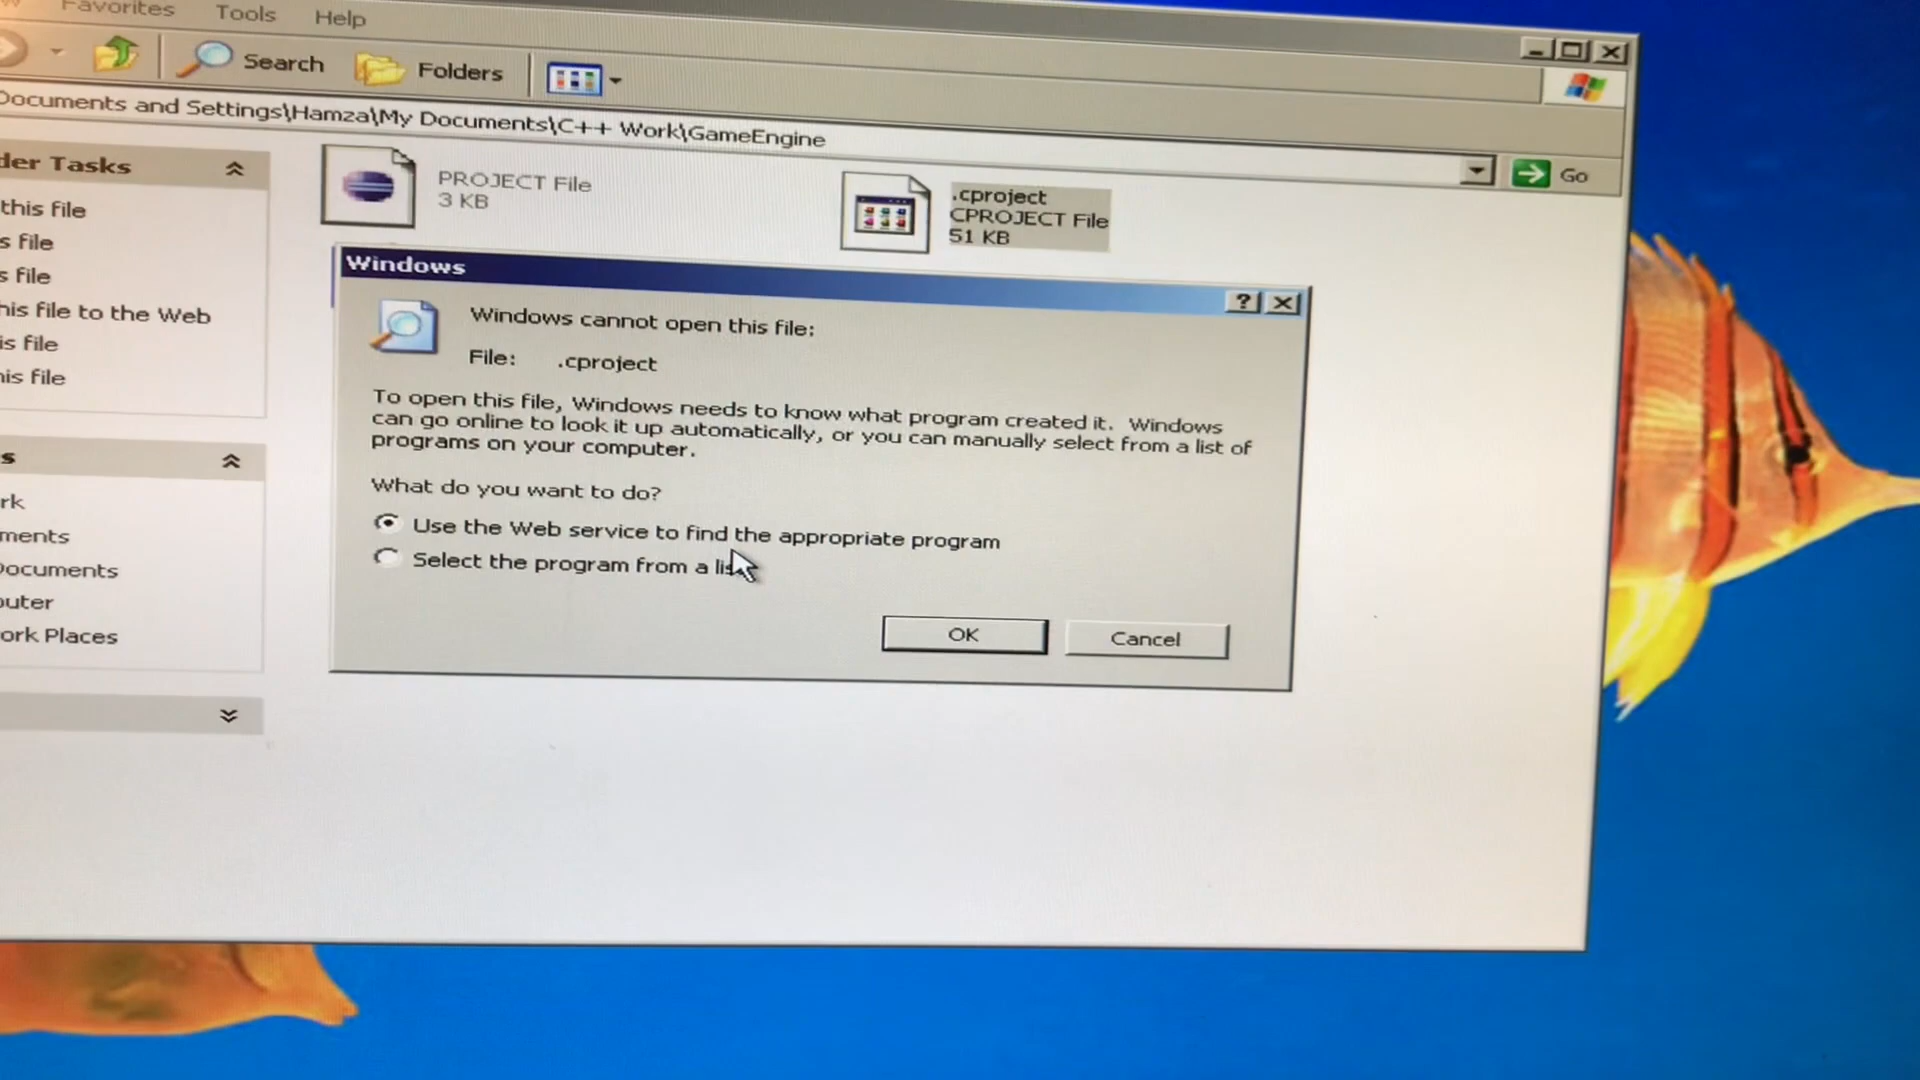 Favorites Tools Help
Search Folders
Documents and Settings\Hamza\My Documents\C++ Work\GameEngine
Go
der Tasks
this file
s file
s file
his file to the Web
is file
his file
s
rk
ments
Documents
puter
ork Places
PROJECT File
3 KB
.cproject
CPROJECT File
51 KB
Windows
Windows cannot open this file:
File: .cproject
To open this file, Windows needs to know what program created it. Windows
can go online to look it up automatically, or you can manually select from a list of
programs on your computer.
What do you want to do?
Use the Web service to find the appropriate program
Select the program from a lis
OK Cancel